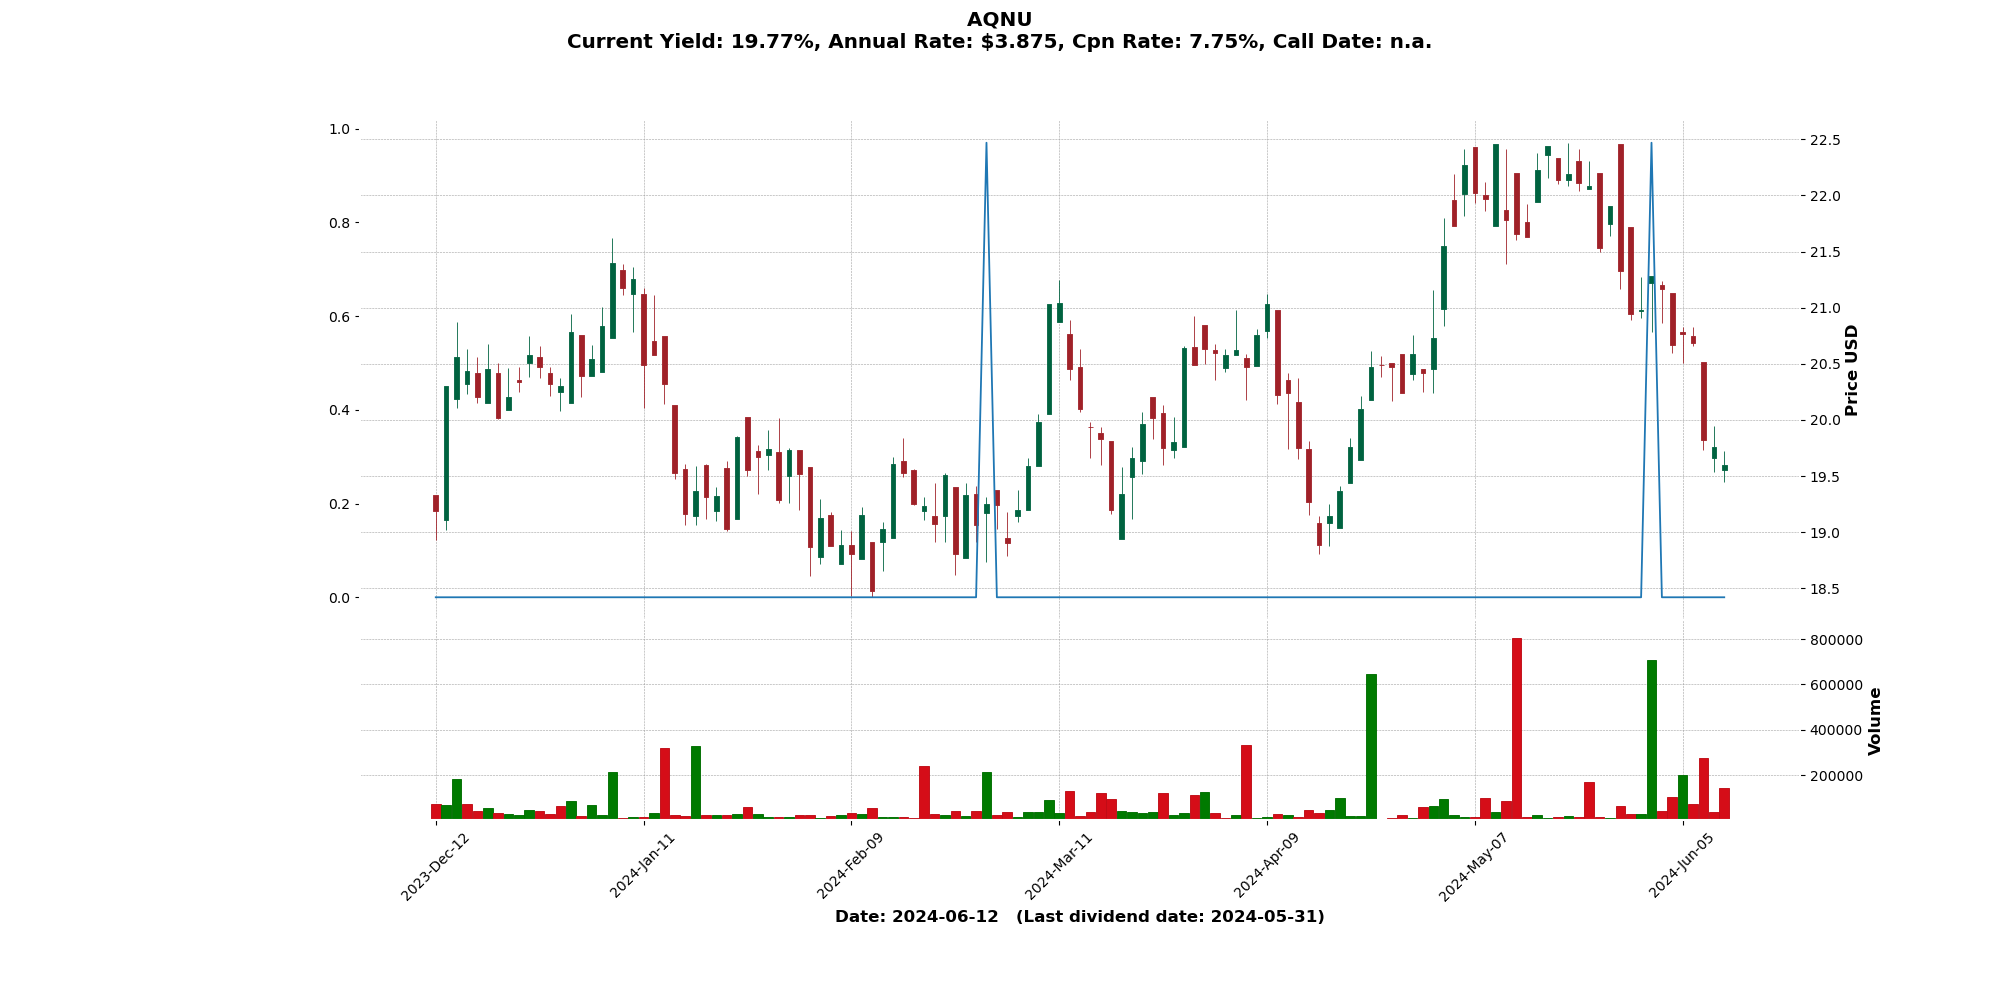 AQNU
Current Yield: 19.77%, Annual Rate: $3.875, Cpn Rate: 7.75%, Call Date: n.a.
1.0
0.8
0.6
0.4
0.2
0.0
22.5
22.0
21.5
21.0
20.5
20.0
19.5
19.0
18.5
Price USD
800000
600000
400000
200000
Volume
2023-Dec-12
2024-Jan-11
2024-Feb-09
2024-Mar-11
2024-Apr-09
2024-May-07
2024-Jun-05
Date: 2024-06-12 (Last dividend date: 2024-05-31)